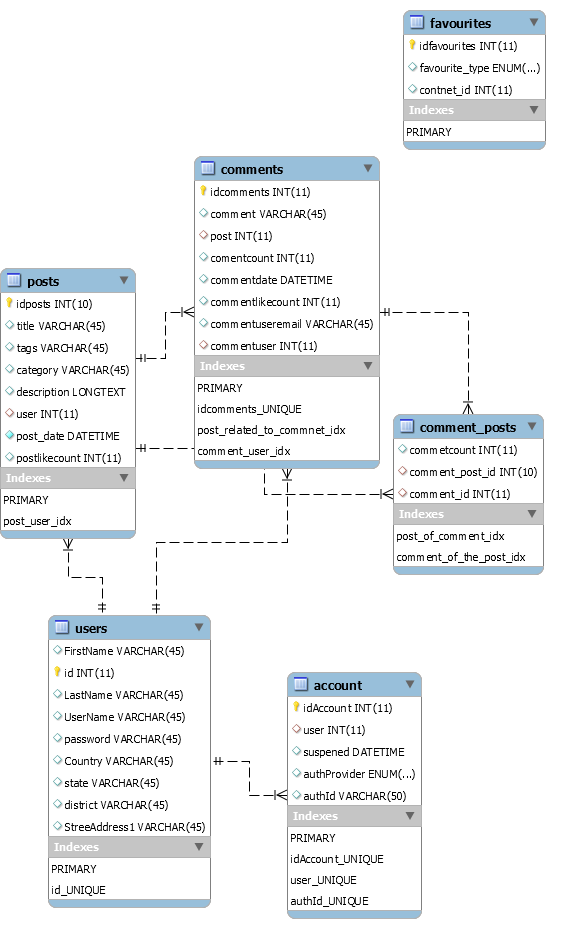 favourites
idfavourites INT(11)
favourite_type ENUM(...)
contnet_id INT(11)
Indexes
PRIMARY
comments
idcomments INT(11)
comment VARCHAR(45)
post INT(11)
comentcount INT(11)
commentdate DATETIME
commentlikecount INT(11)
commentuseremail VARCHAR(45)
commentuser INT(11)
Indexes
PRIMARY
idcomments_UNIQUE
post_related_to_commnet_idx
comment_user_idx
posts
idposts INT(10)
title VARCHAR(45)
tags VARCHAR(45)
category VARCHAR(45)
description LONGTEXT
user INT(11)
post_date DATETIME
postlikecount INT(11)
Indexes
PRIMARY
post_user_idx
comment_posts
commetcount INT(11)
comment_post_id INT(10)
comment_id INT(11)
Indexes
post_of_comment_idx
comment_of_the_post_idx
users
FirstName VARCHAR(45)
id INT(11)
LastName VARCHAR(45)
UserName VARCHAR(45)
password VARCHAR(45)
Country VARCHAR(45)
state VARCHAR(45)
district VARCHAR(45)
StreeAddress1 VARCHAR(45)
Indexes
PRIMARY
id_UNIQUE
account
idAccount INT(11)
user INT(11)
suspened DATETIME
authProvider ENUM(...)
authId VARCHAR(50)
Indexes
PRIMARY
idAccount_UNIQUE
user_UNIQUE
authId_UNIQUE